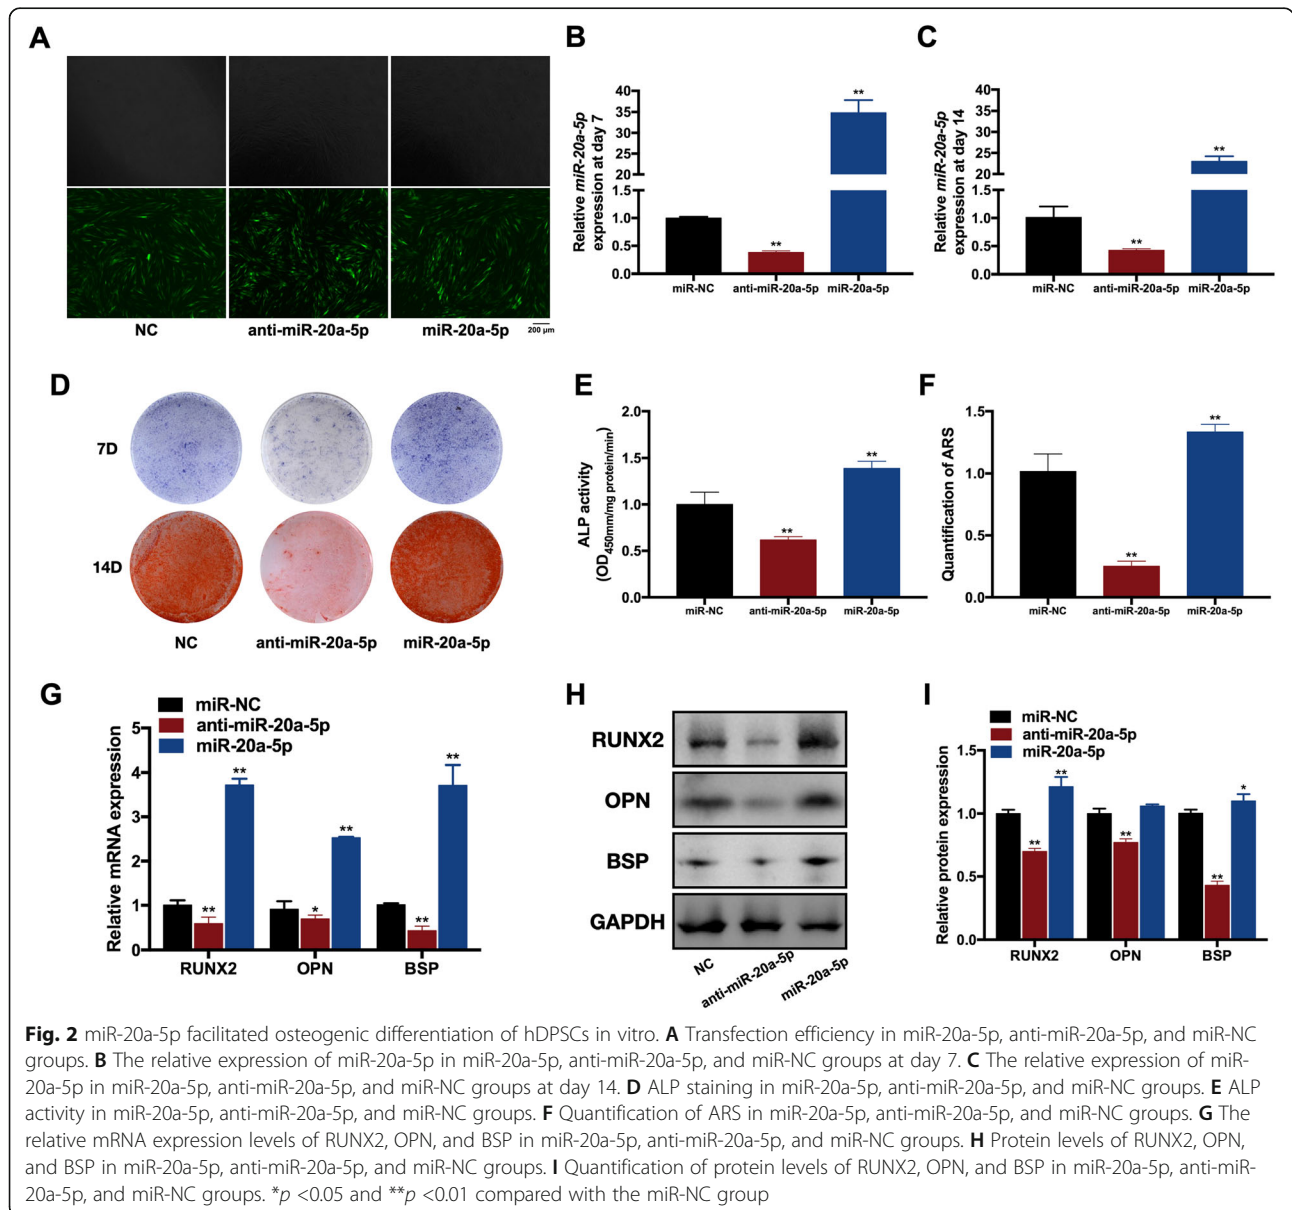 A
NC
anti-miR-20a-5p
miR-20a-5p
200 µm
B
Relative miR-20a-5p
expression at day 7
40
35
30
25
20
1.5
1.0
0.5
0.0
**
**
miR-NC
anti-miR-20a-5p
miR-20a-5p
C
Relative miR-20a-5p
expression at day 14
40
35
30
25
20
1.5
1.0
0.5
0.0
**
**
miR-NC
anti-miR-20a-5p
miR-20a-5p
D
7D
14D
NC
anti-miR-20a-5p
miR-20a-5p
E
ALP activity
(OD450mm/mg protein/min)
2.0
1.5
1.0
0.5
0.0
**
**
miR-NC
anti-miR-20a-5p
miR-20a-5p
F
Quantification of ARS
1.5
1.0
0.5
0.0
**
**
miR-NC
anti-miR-20a-5p
miR-20a-5p
G
miR-NC
anti-miR-20a-5p
miR-20a-5p
Relative mRNA expression
5
4
3
2
1
0
**
**
*
**
**
**
RUNX2
OPN
BSP
H
RUNX2
OPN
BSP
GAPDH
NC
anti-miR-20a-5p
miR-20a-5p
I
miR-NC
anti-miR-20a-5p
miR-20a-5p
Relative protein expression
1.5
1.0
0.5
0.0
**
**
**
**
*
RUNX2
OPN
BSP
Fig. 2 miR-20a-5p facilitated osteogenic differentiation of hDPSCs in vitro. A Transfection efficiency in miR-20a-5p, anti-miR-20a-5p, and miR-NC
groups. B The relative expression of miR-20a-5p in miR-20a-5p, anti-miR-20a-5p, and miR-NC groups at day 7. C The relative expression of miR-
20a-5p in miR-20a-5p, anti-miR-20a-5p, and miR-NC groups at day 14. D ALP staining in miR-20a-5p, anti-miR-20a-5p, and miR-NC groups. E ALP
activity in miR-20a-5p, anti-miR-20a-5p, and miR-NC groups. F Quantification of ARS in miR-20a-5p, anti-miR-20a-5p, and miR-NC groups. G The
relative mRNA expression levels of RUNX2, OPN, and BSP in miR-20a-5p, anti-miR-20a-5p, and miR-NC groups. H Protein levels of RUNX2, OPN,
and BSP in miR-20a-5p, anti-miR-20a-5p, and miR-NC groups. I Quantification of protein levels of RUNX2, OPN, and BSP in miR-20a-5p, anti-miR-
20a-5p, and miR-NC groups. *p <0.05 and **p <0.01 compared with the miR-NC group